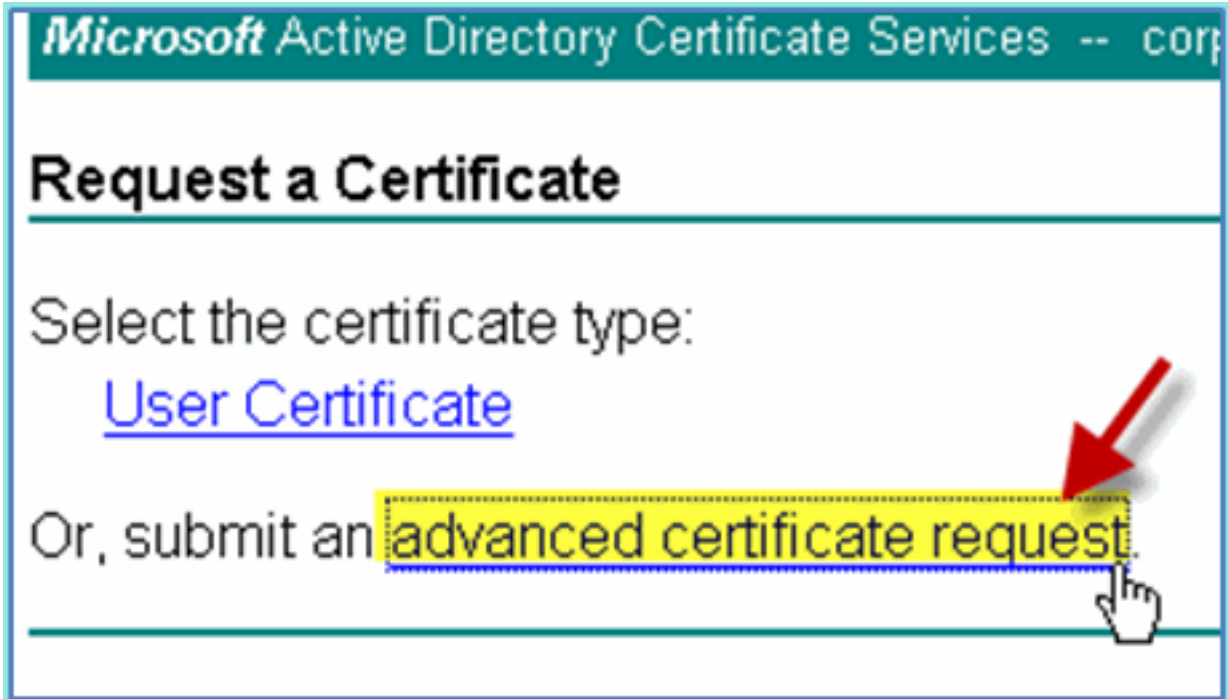 Microsoft Active Directory Certificate Services -- corp
Request a Certificate
Select the certificate type:
User Certificate
Or, submit an advanced certificate request.